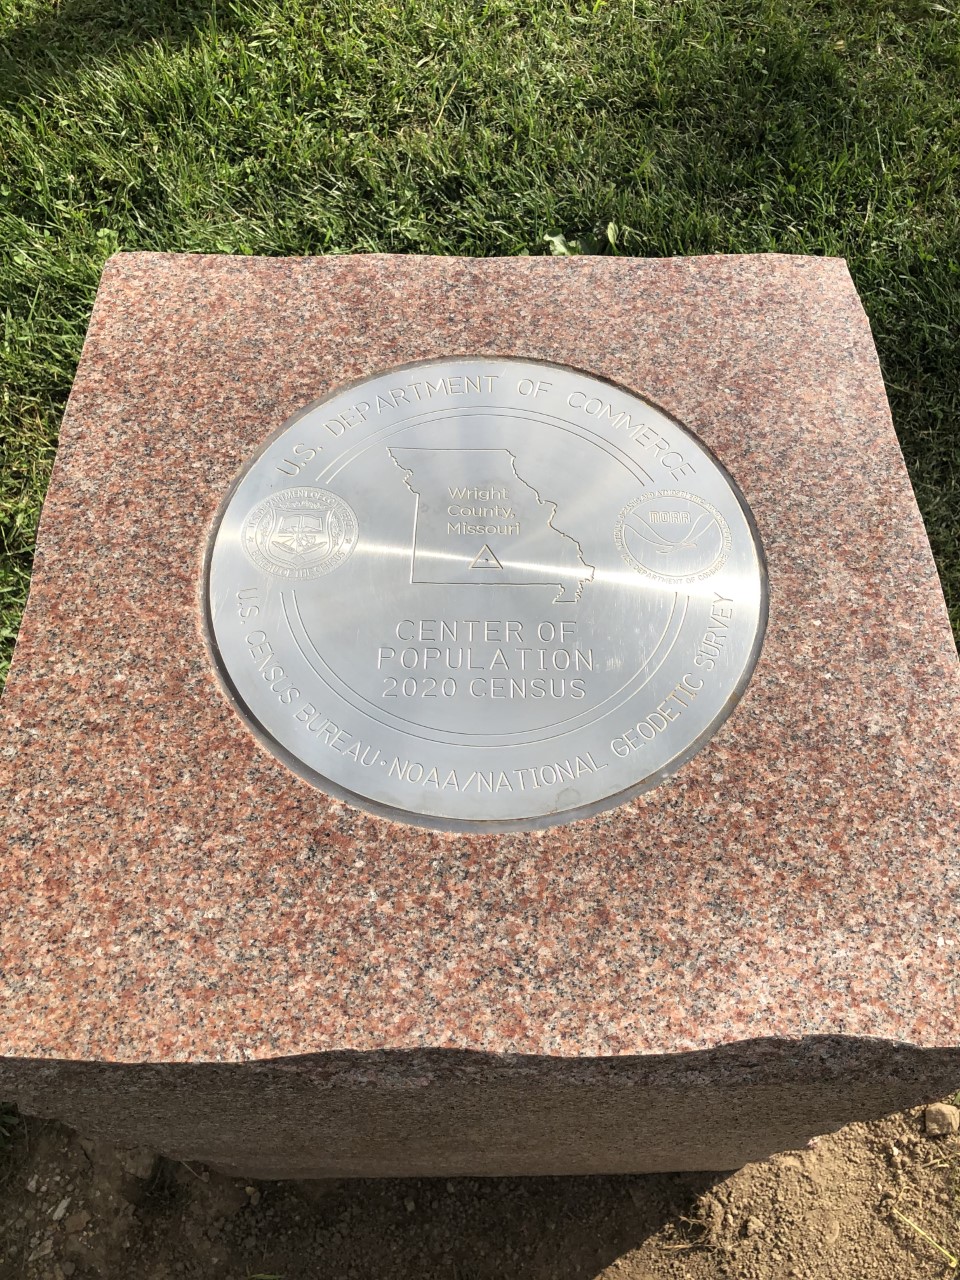 U.S. DEPARTMENT OF COMMERCE
Wright
County,
Missouri
NOAA
CENTER OF
POPULATION
2020 CENSUS
U.S. CENSUS BUREAU · NOAA/NATIONAL GEODETIC SURVEY